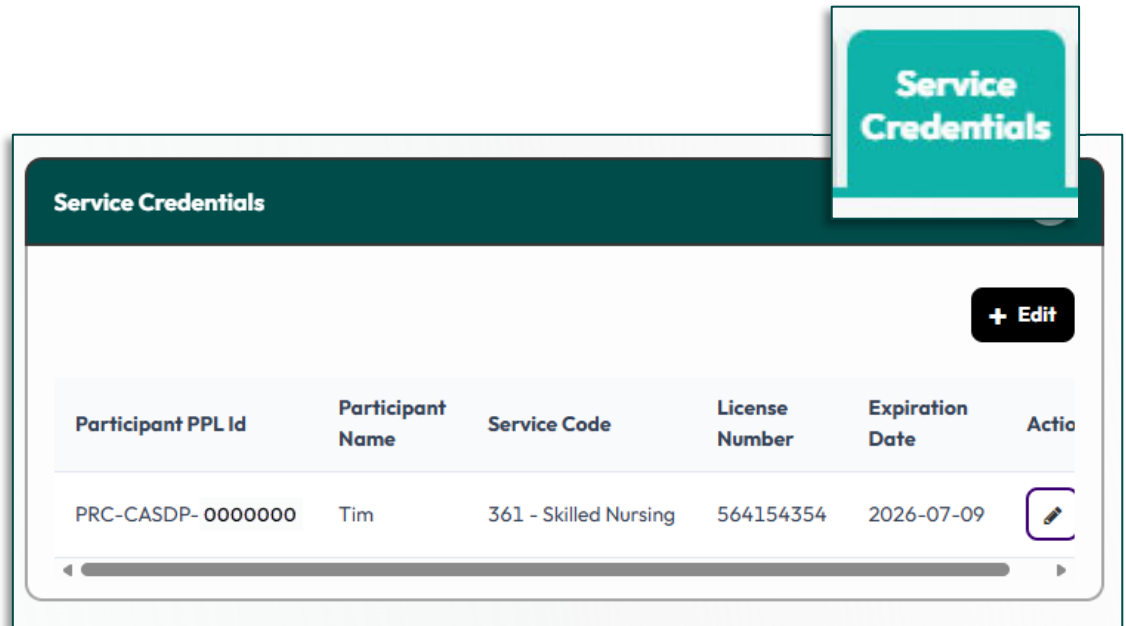 Service
Credentials
Service Credentials
+ Edit
Participant PPL Id
Participant
Name
Service Code
License
Number
Expiration
Date
Actio
PRC-CASDP- 0000000
Tim
361 - Skilled Nursing
564154354
2026-07-09